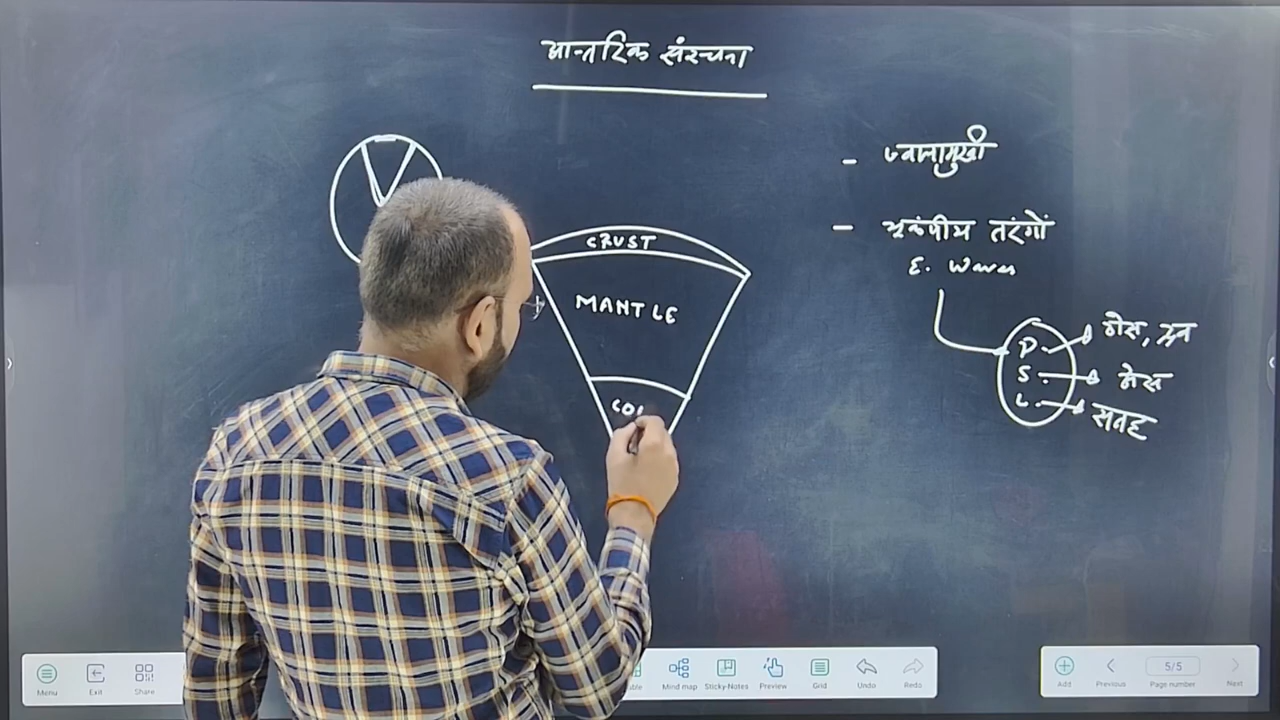 आन्तरिक संरचना
- ज्वालामुखी
- भूकंपीय तरंगों
E. Waves
CRUST
MANTLE
P. → ठोस, द्रव
S. → ठोस
L. → सतह
CO
Menu
Exit
Share
Mind map
Sticky-Notes
Preview
Grid
Undo
Redo
Add
Previous
5/5
Page number
Next